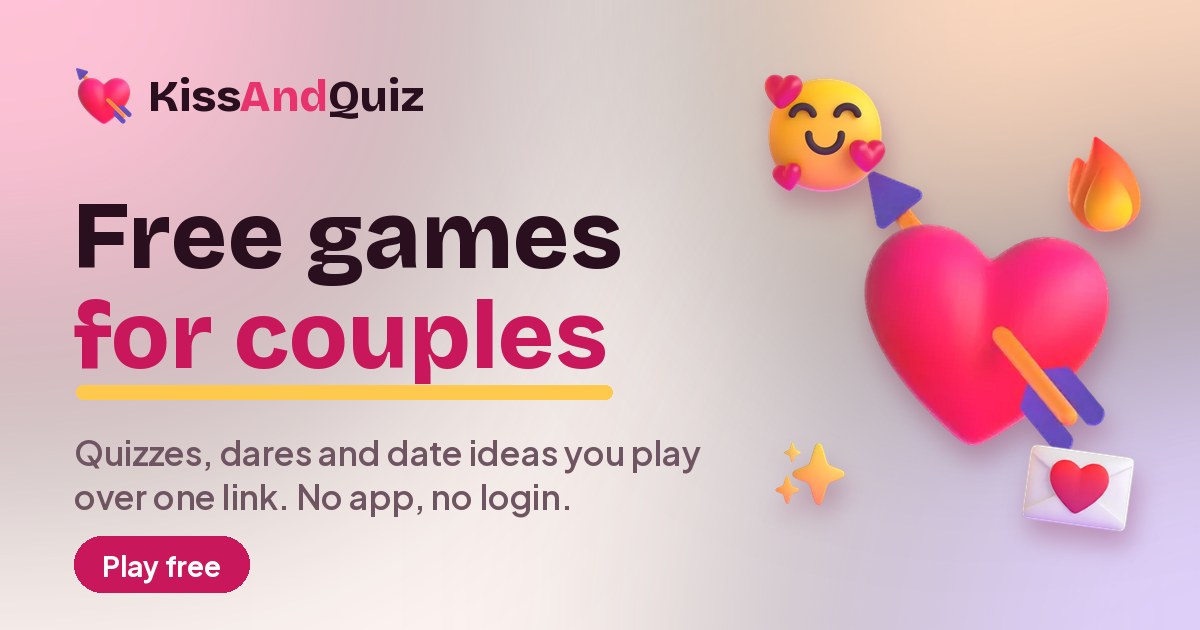 KissAndQuiz
Free games
for couples
Quizzes, dares and date ideas you play
over one link. No app, no login.
Play free